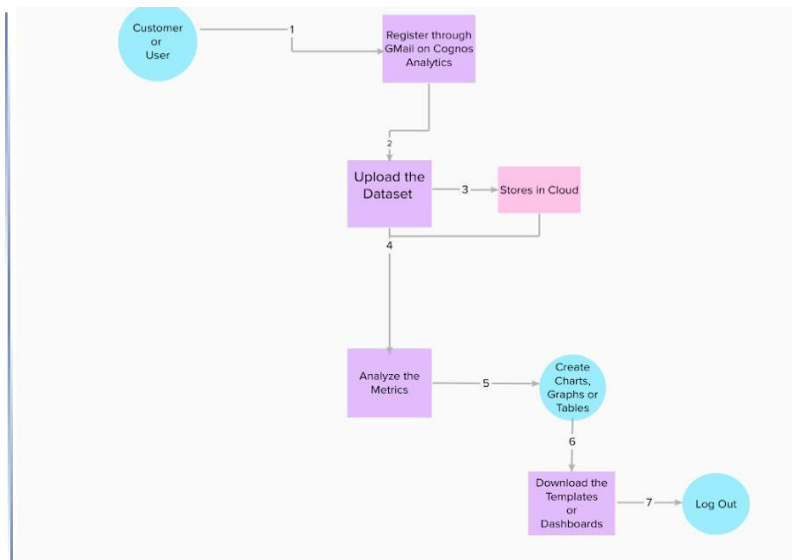 Customer
or
User
1
Register through
GMail on Cognos
Analytics
2
Upload the
Dataset
3
Stores in Cloud
4
Analyze the
Metrics
5
Create
Charts,
Graphs or
Tables
6
Download the
Templates
or
Dashboards
7
Log Out